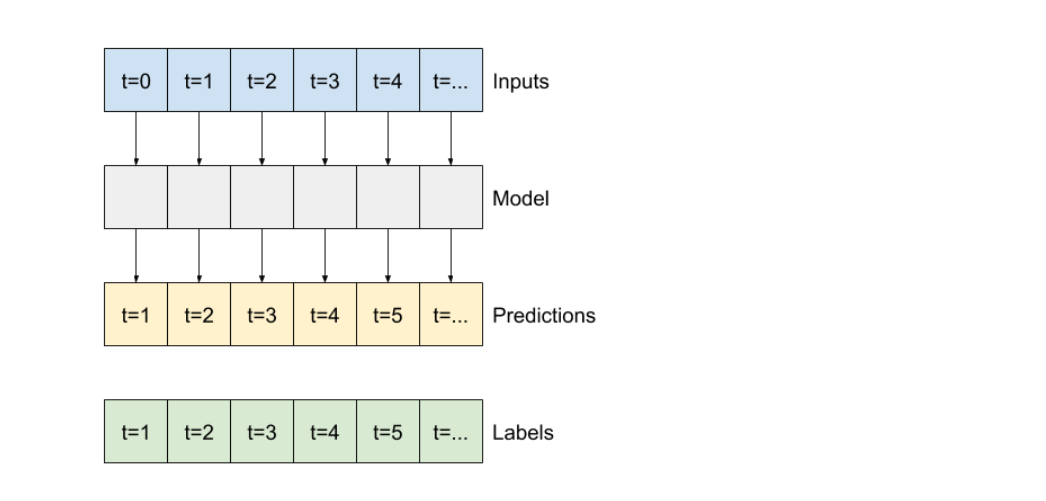 t=0 t=1 t=2 t=3 t=4 t=... Inputs
Model
t=1 t=2 t=3 t=4 t=5 t=... Predictions
t=1 t=2 t=3 t=4 t=5 t=... Labels